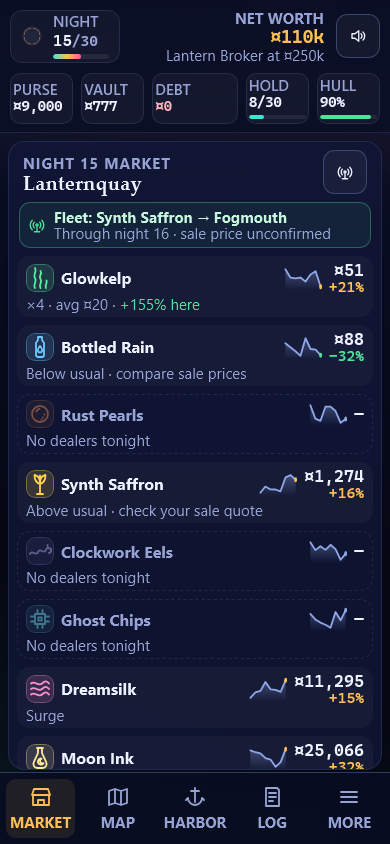 NIGHT
15/30
NET WORTH
¤110k
Lantern Broker at ¤250k
PURSE
¤9,000
VAULT
¤777
DEBT
¤0
HOLD
8/30
HULL
90%
NIGHT 15 MARKET
Lanternquay
Fleet: Synth Saffron → Fogmouth
Through night 16 · sale price unconfirmed
Glowkelp
¤51
+21%
×4 · avg ¤20 · +155% here
Bottled Rain
¤88
−32%
Below usual · compare sale prices
Rust Pearls
—
No dealers tonight
Synth Saffron
¤1,274
+16%
Above usual · check your sale quote
Clockwork Eels
—
No dealers tonight
Ghost Chips
—
No dealers tonight
Dreamsilk
¤11,295
+15%
Surge
Moon Ink
¤25,066
+32%
MARKET
MAP
HARBOR
LOG
MORE